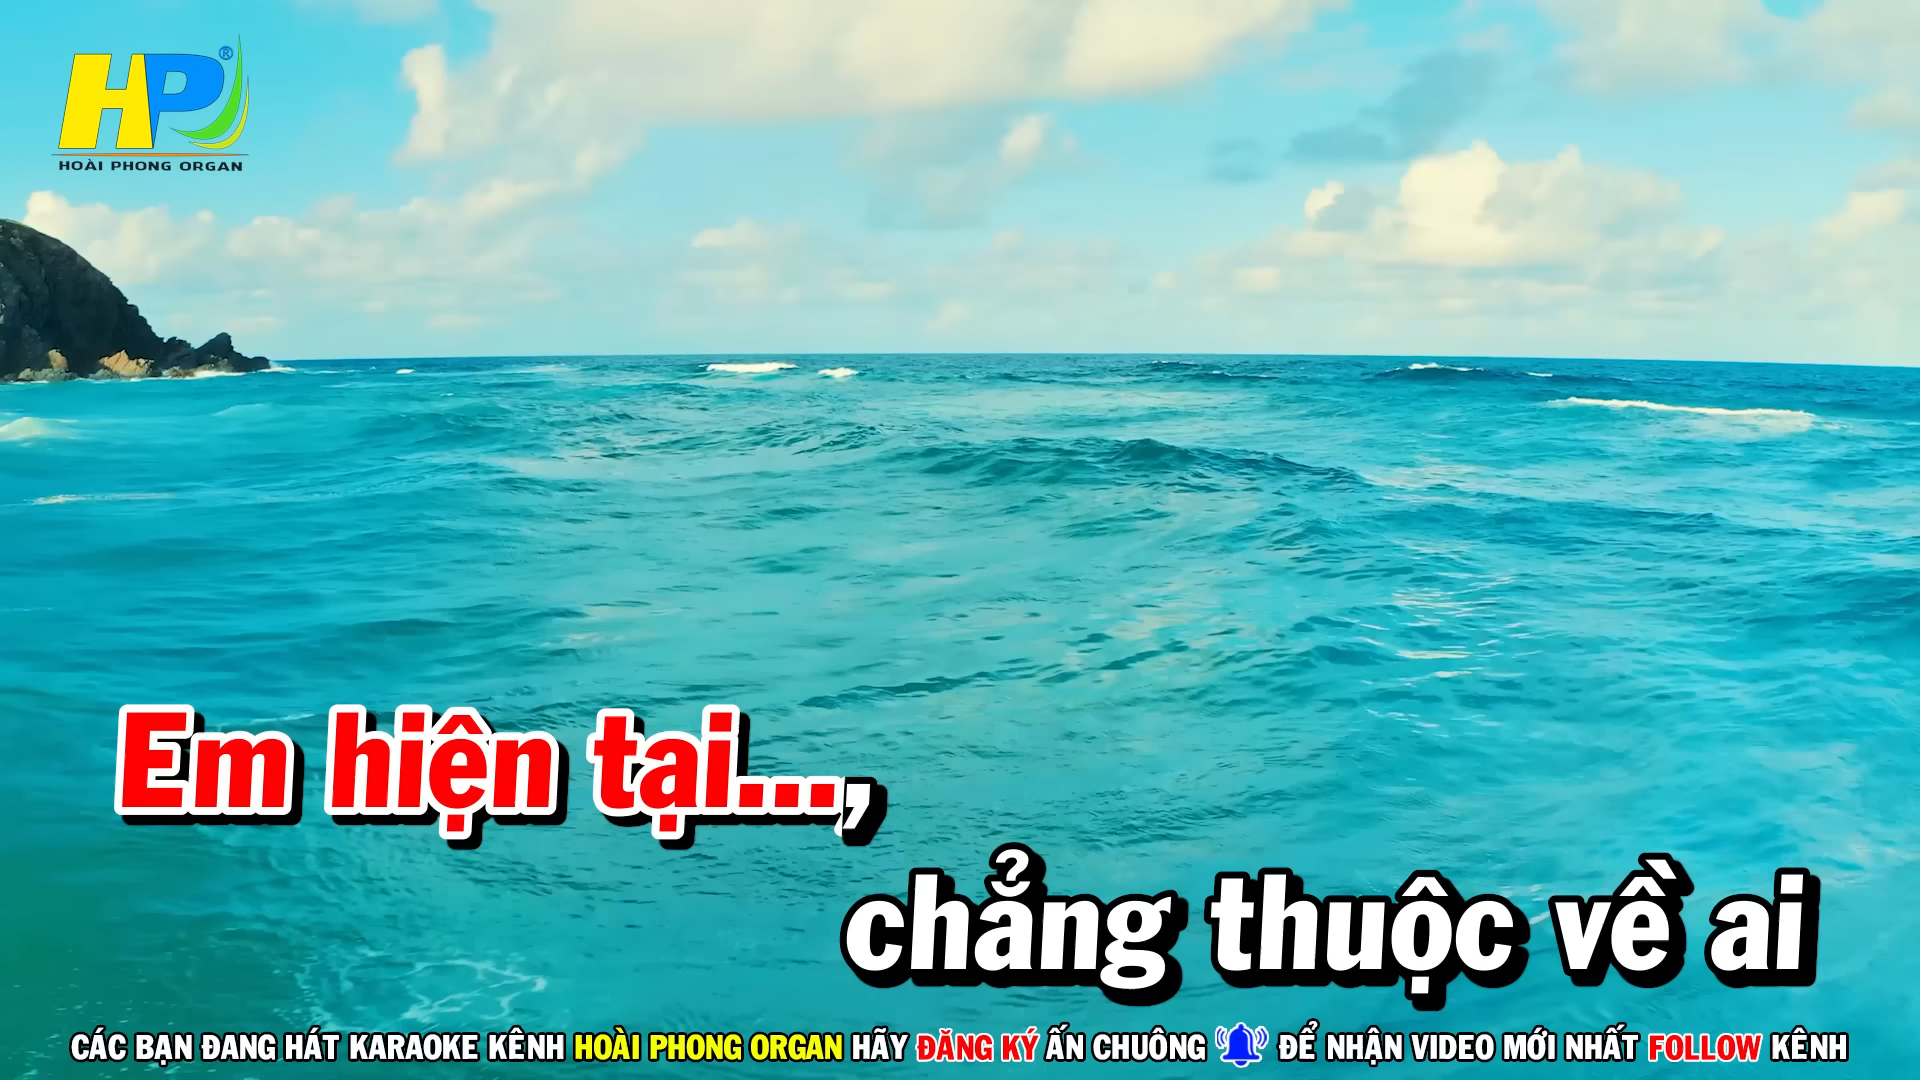 HP®
HOÀI PHONG ORGAN
Em hiện tại...,
chẳng thuộc về ai
CÁC BẠN ĐANG HÁT KARAOKE KÊNH HOÀI PHONG ORGAN HÃY ĐĂNG KÝ ẤN CHUÔNG ĐỂ NHẬN VIDEO MỚI NHẤT FOLLOW KÊNH